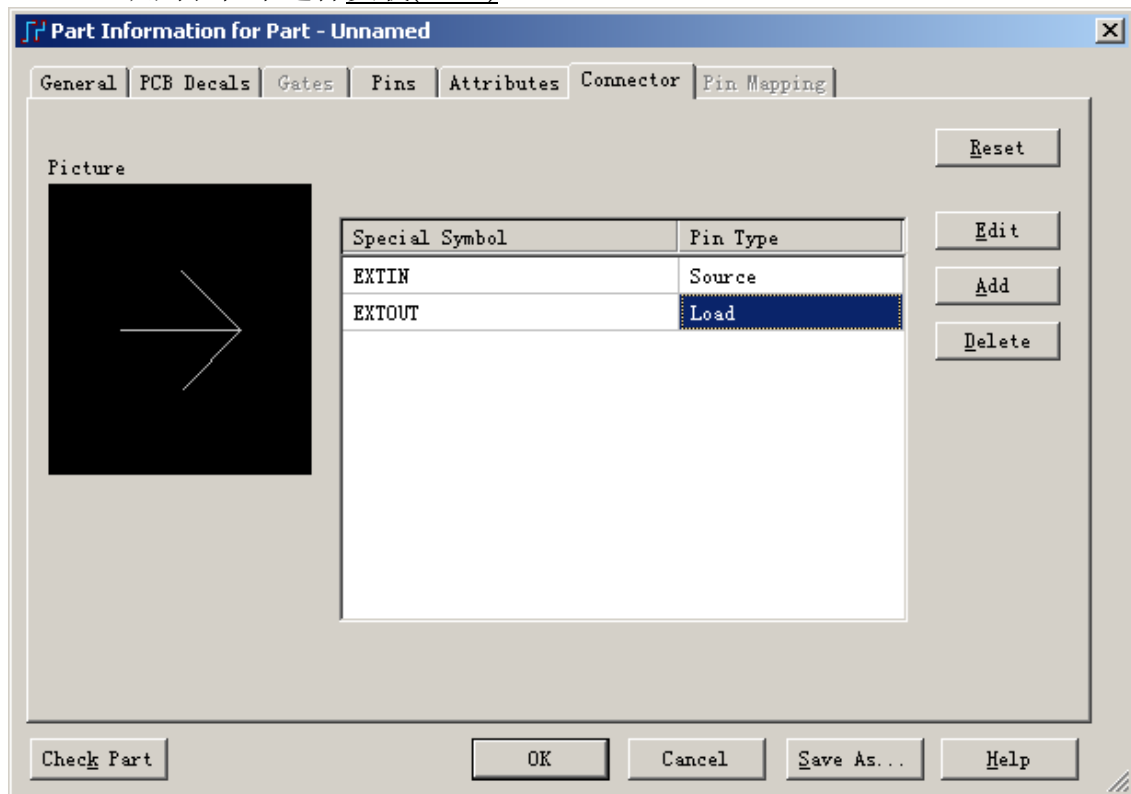 Part Information for Part - Unnamed
General PCB Decals Gates Pins Attributes Connector Pin Mapping
Reset
Picture
Special Symbol Pin Type
Edit
EXTIN Source
Add
EXTOUT Load
Delete
Check Part OK Cancel Save As... Help